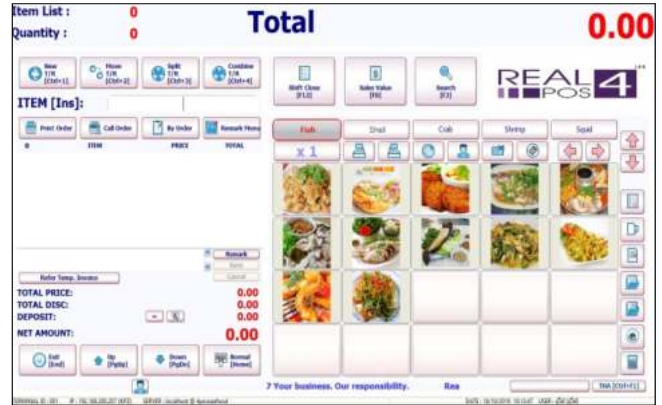 Item List : 0
Total
0.00
Quantity : 0
New T/R [Ctrl+1]
Move T/R [Ctrl+2]
Split T/R [Ctrl+3]
Combine T/R [Ctrl+4]
Shift Close [F12]
Sales Value [F6]
Search [F3]
REAL POS 4
ITEM [Ins]:
Print Order
Call Order
By Order
Remark Menu
Fish
Crab
Shrimp
Squid
ITEM PRICE TOTAL
x 1
Remark
Cancel
Refer Temp. Invoice
TOTAL PRICE: 0.00
TOTAL DISC: 0.00
DEPOSIT: 0.00
NET AMOUNT: 0.00
Exit [End]
Up [PgUp]
Down [PgDn]
Normal [Home]
7 Your business. Our responsibility. Rea